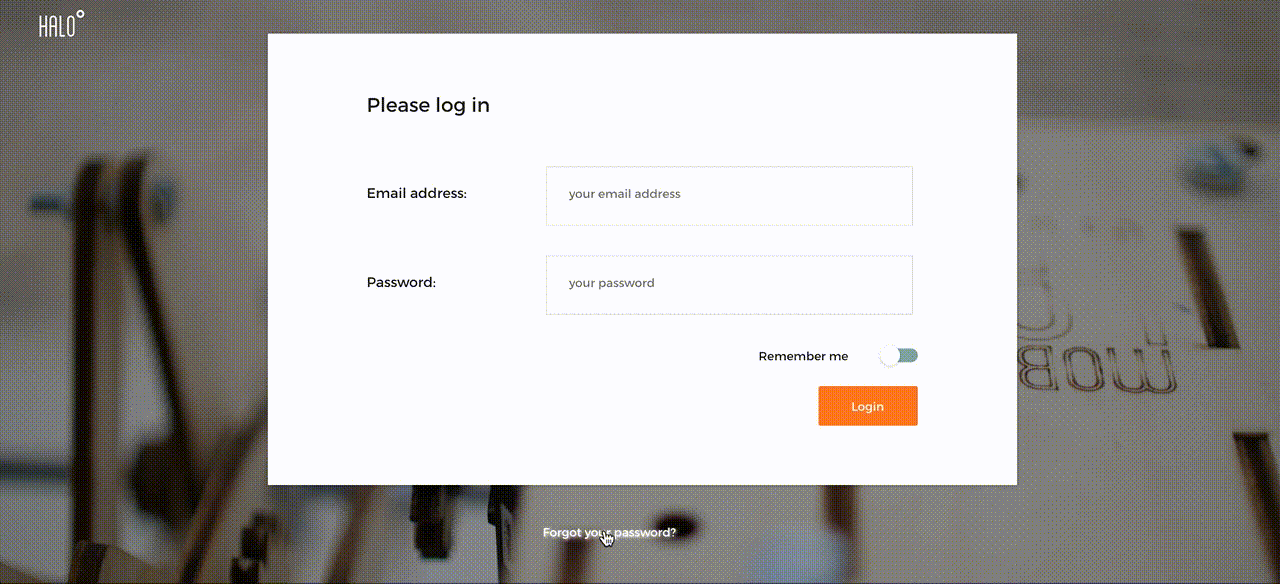 HALO°
Please log in
Email address:
your email address
Password:
your password
Remember me
Login
Forgot your password?